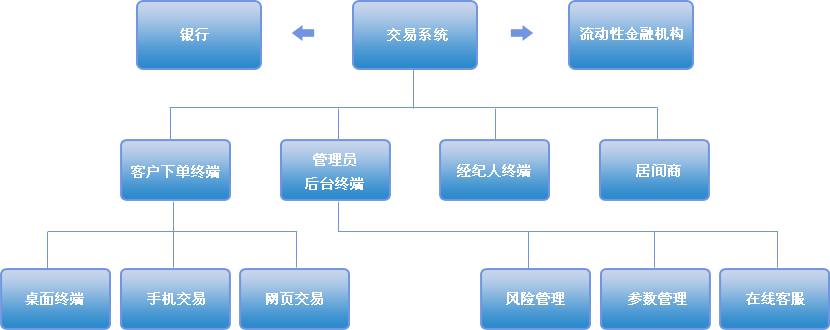 银行
交易系统
流动性金融机构
客户下单终端
管理员
后台终端
经纪人终端
居间商
桌面终端
手机交易
网页交易
风险管理
参数管理
在线客服